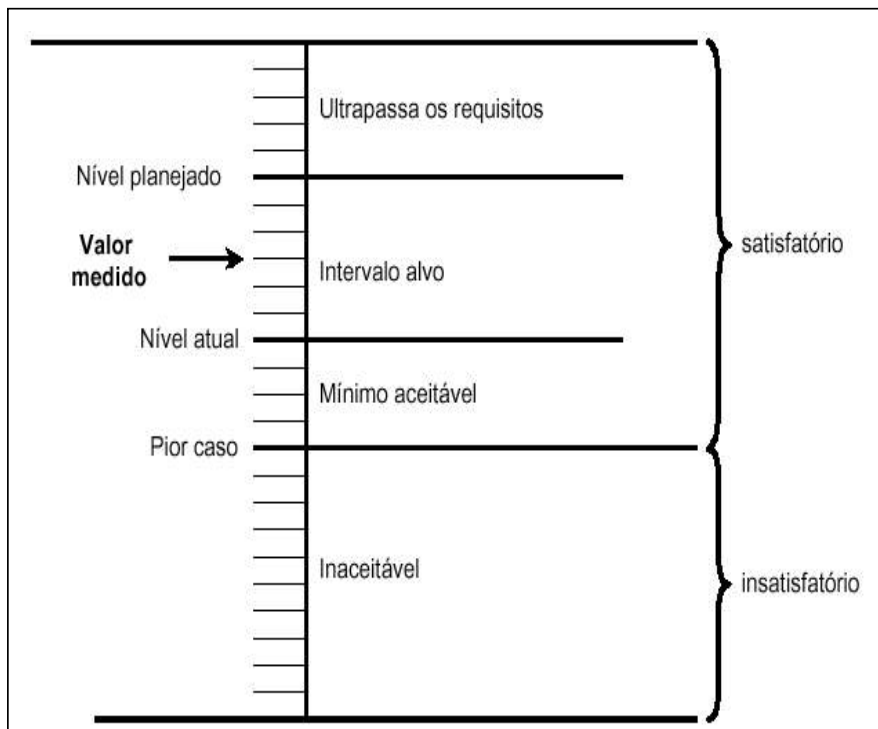 Ultrapassa os requisitos
Nível planejado
satisfatório
Valor
medido
Intervalo alvo
Nível atual
Mínimo aceitável
Pior caso
Inaceitável
insatisfatório